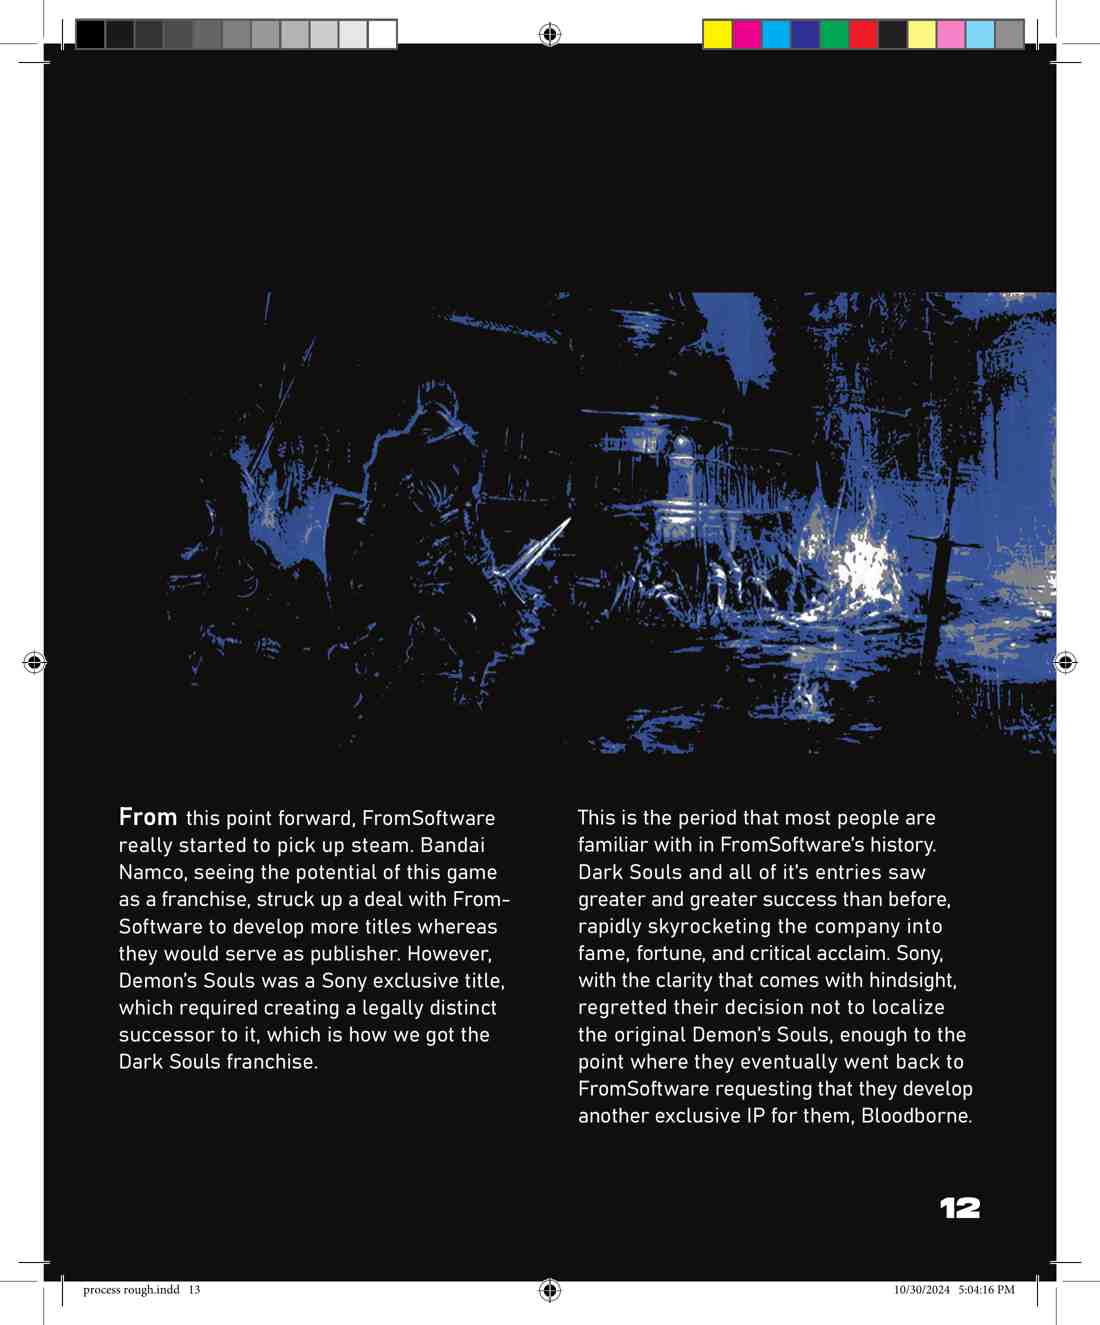 From this point forward, FromSoftware
really started to pick up steam. Bandai
Namco, seeing the potential of this game
as a franchise, struck up a deal with From-
Software to develop more titles whereas
they would serve as publisher. However,
Demon's Souls was a Sony exclusive title,
which required creating a legally distinct
successor to it, which is how we got the
Dark Souls franchise.
This is the period that most people are
familiar with in FromSoftware's history.
Dark Souls and all of it's entries saw
greater and greater success than before,
rapidly skyrocketing the company into
fame, fortune, and critical acclaim. Sony,
with the clarity that comes with hindsight,
regretted their decision not to localize
the original Demon's Souls, enough to the
point where they eventually went back to
FromSoftware requesting that they develop
another exclusive IP for them, Bloodborne.
12
process rough.indd 13
10/30/2024 5:04:16 PM